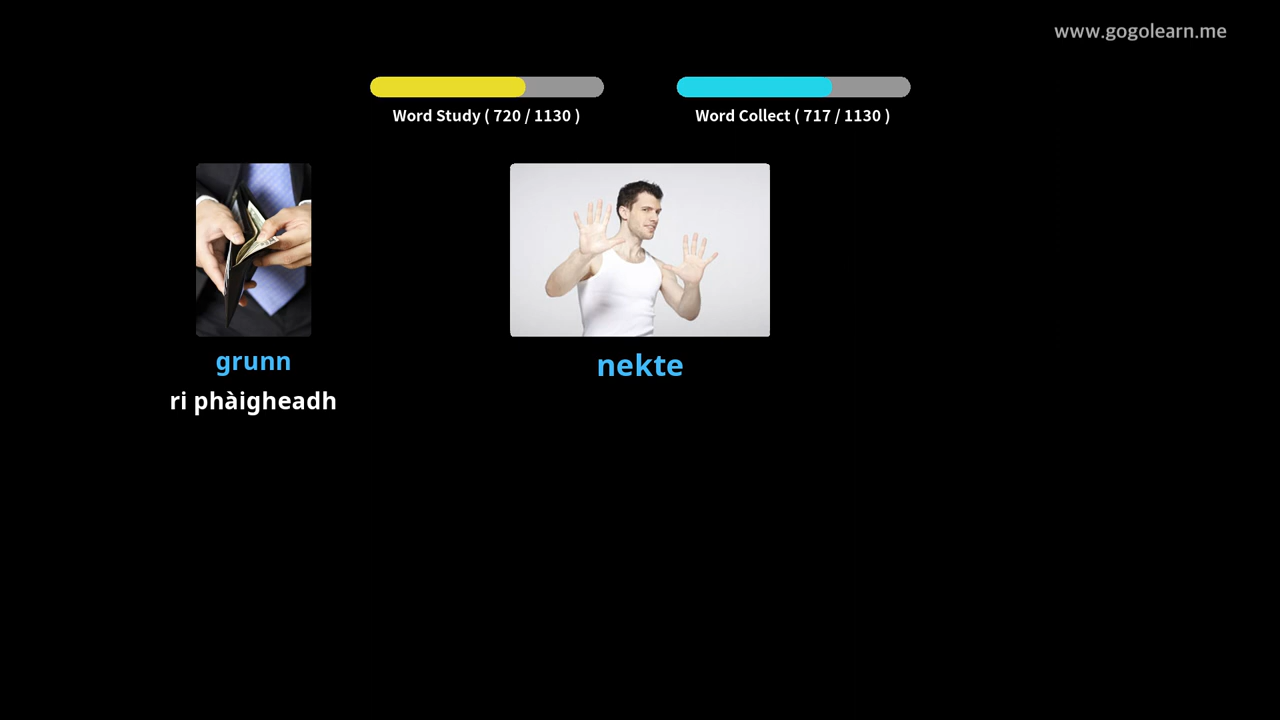 www.gogolearn.me
Word Study ( 720 / 1130 )
Word Collect ( 717 / 1130 )
grunn
nekte
ri phàigheadh